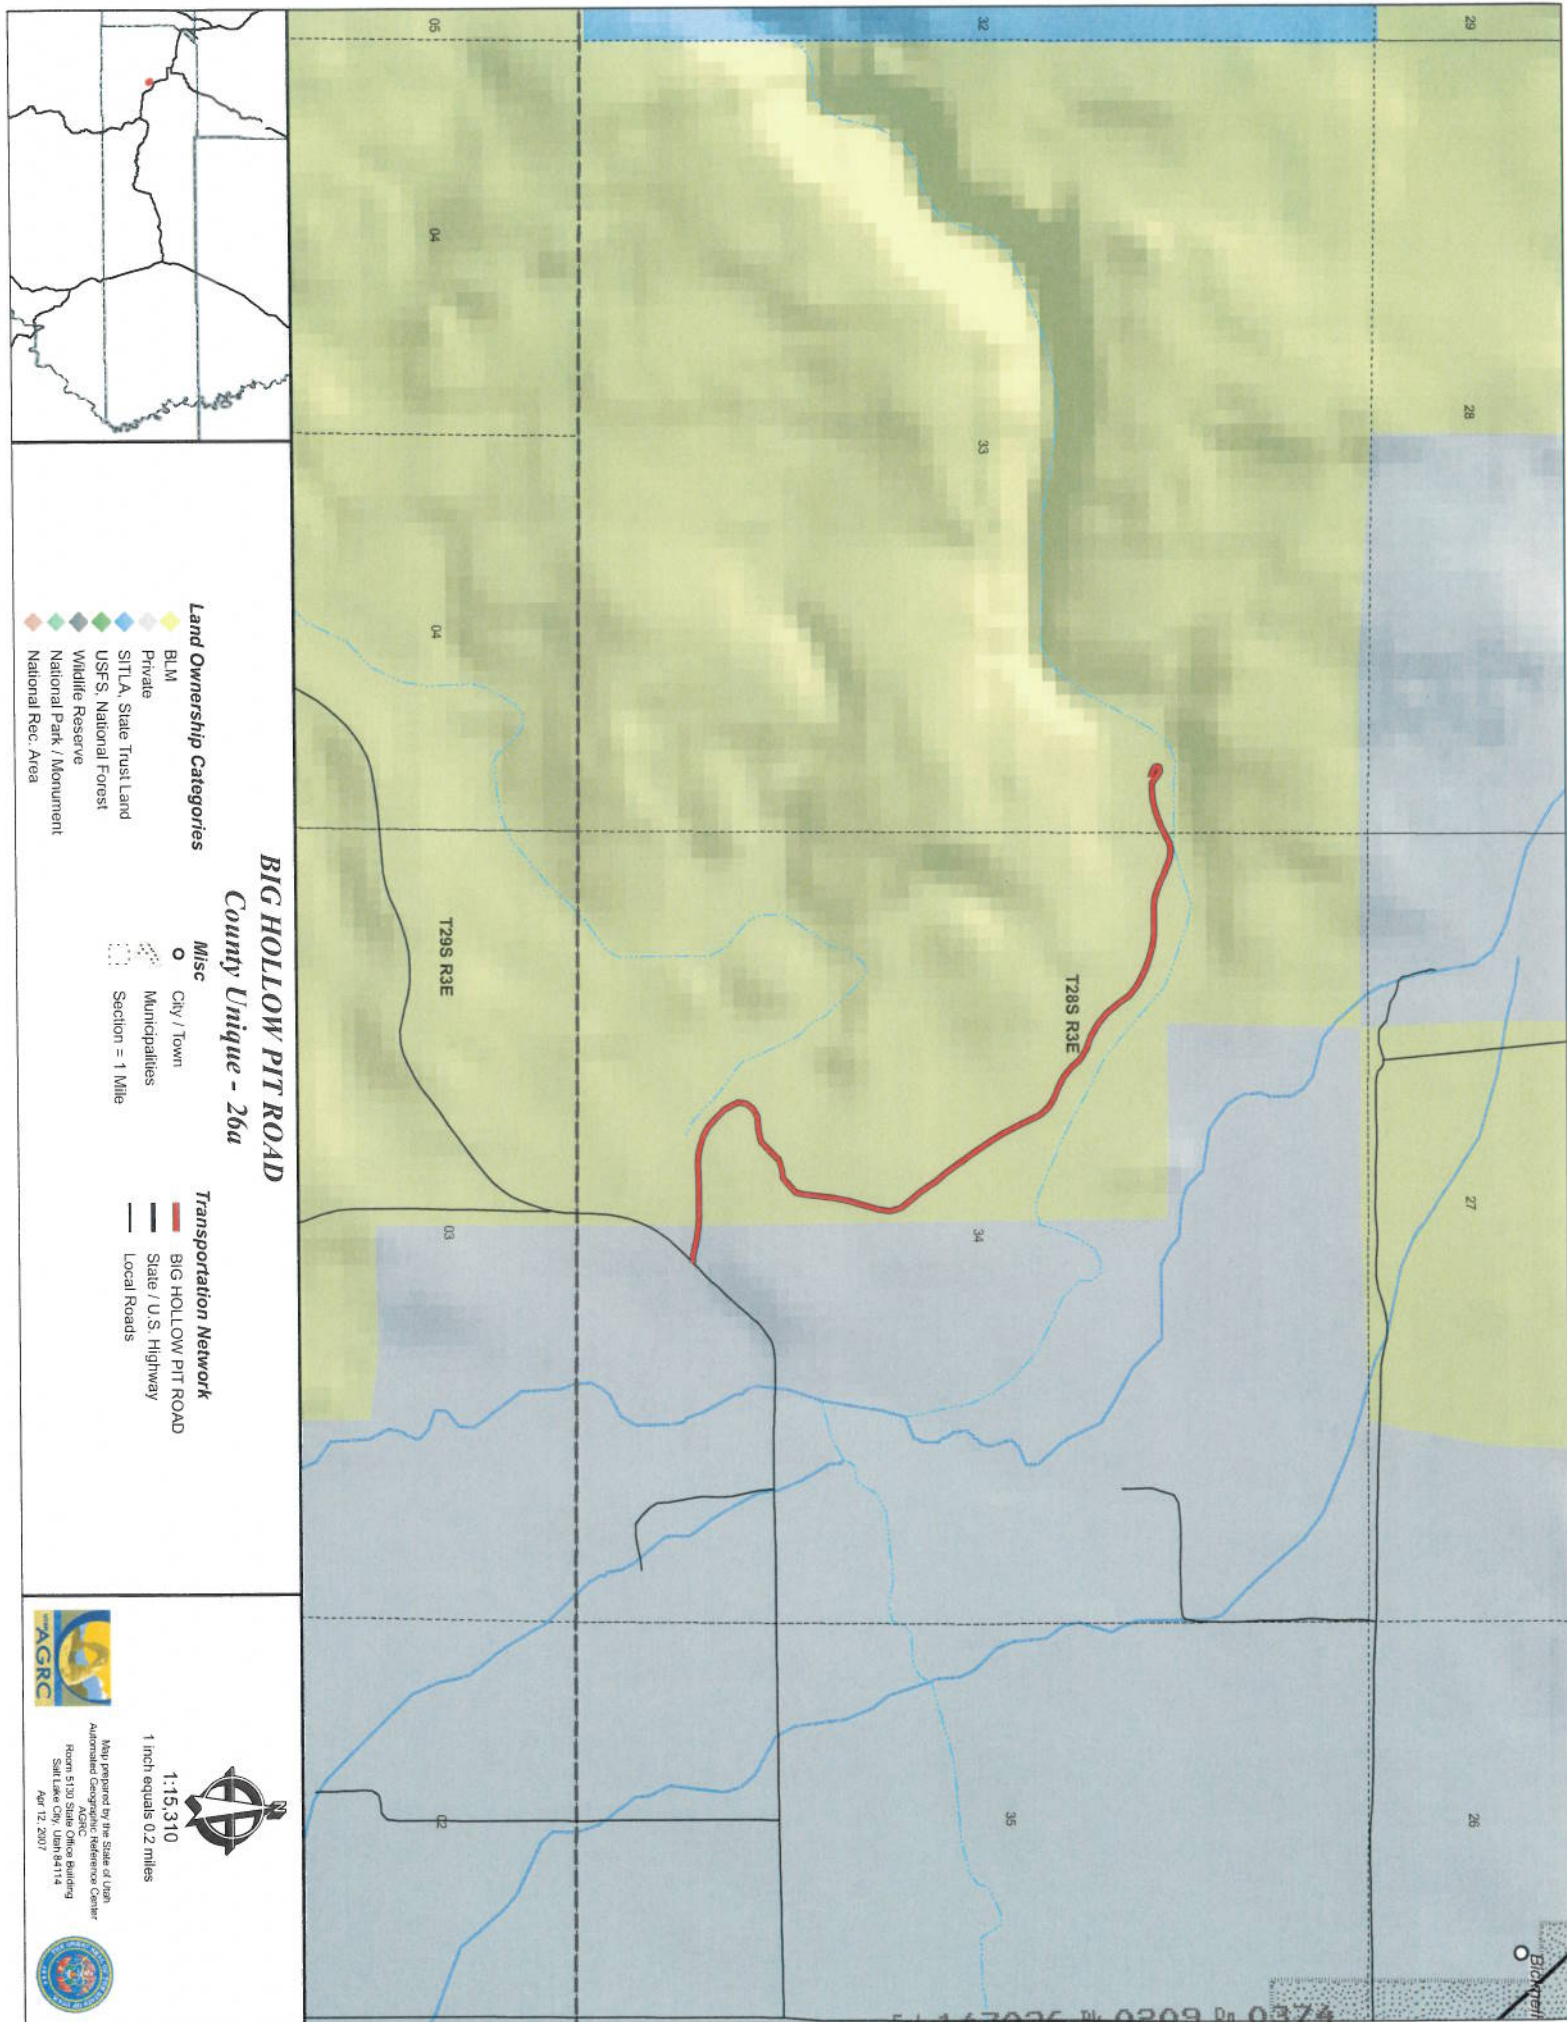 29
28
27
26
32
33
34
35
05
04
04
03
02
T28S R3E
T29S R3E
Bicknell
167026 Bk 0209 Pg 0374
BIG HOLLOW PIT ROAD
County Unique - 26a
Land Ownership Categories
BLM
Private
SITLA, State Trust Land
USFS, National Forest
Wildlife Reserve
National Park / Monument
National Rec. Area
Misc
City / Town
Municipalities
Section = 1 Mile
Transportation Network
BIG HOLLOW PIT ROAD
State / U.S. Highway
Local Roads
N
1:15,310
1 inch equals 0.2 miles
AGRC
Map prepared by the State of Utah
Automated Geographic Reference Center
AGRC
Room 5130 State Office Building
Salt Lake City, Utah 84114
Apr 12, 2007